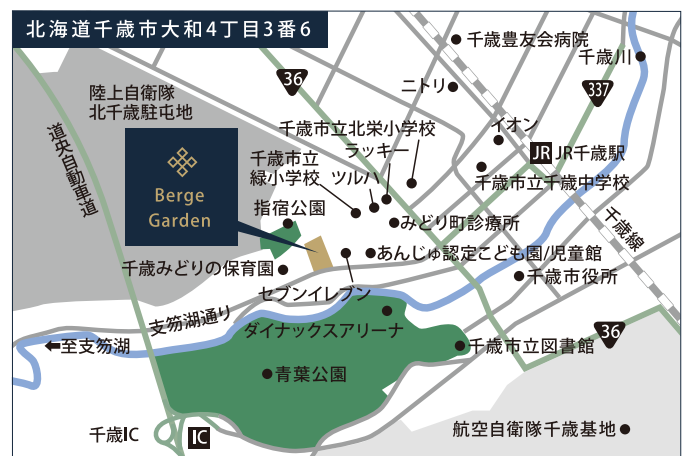 北海道千歳市大和4丁目3番6
千歳豊友会病院
千歳川
36
ニトリ
337
陸上自衛隊
北千歳駐屯地
千歳市立北栄小学校
イオン
ラッキー
JR JR千歳駅
道央自動車道
千歳市立
緑小学校
ツルハ
千歳市立千歳中学校
Berge
Garden
指宿公園
みどり町診療所
千歳線
あんじゅ認定こども園/児童館
千歳みどりの保育園
千歳市役所
セブンイレブン
支笏湖通り
ダイナックスアリーナ
36
←至支笏湖
千歳市立図書館
青葉公園
千歳IC
IC
航空自衛隊千歳基地